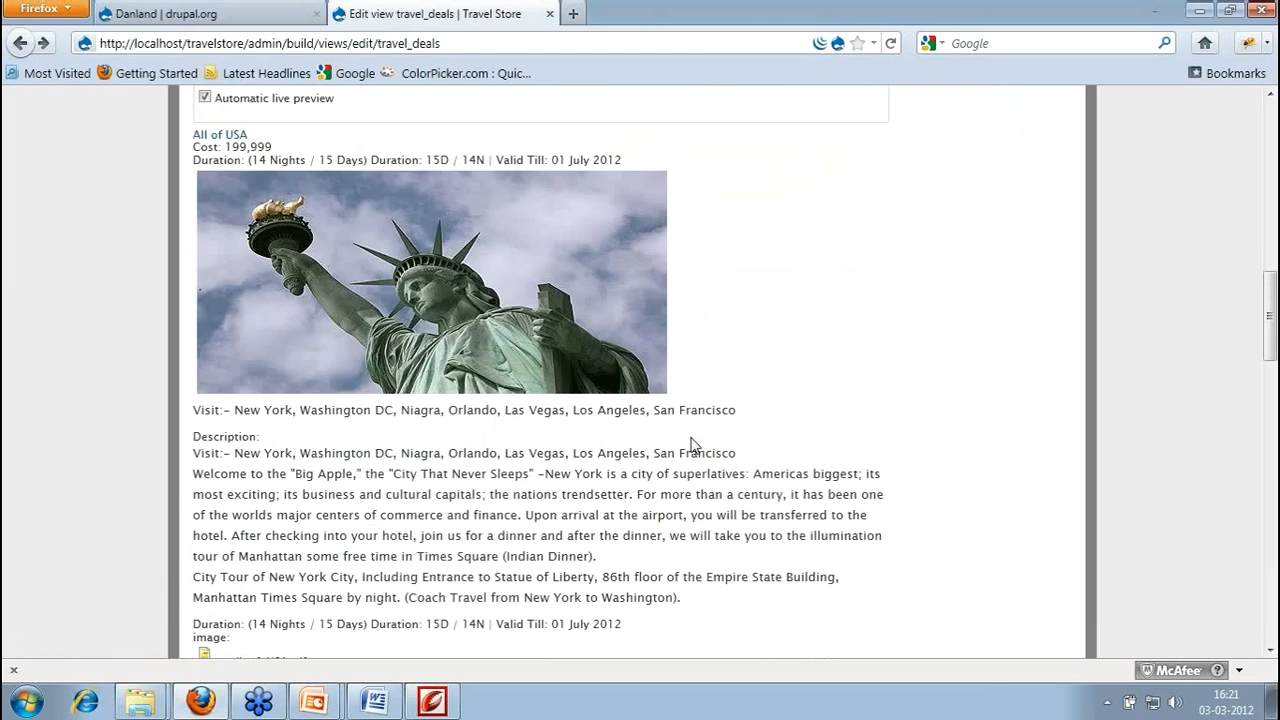 Firefox
Danland | drupal.org
Edit view travel_deals | Travel Store
http://localhost/travelstore/admin/build/views/edit/travel_deals
Google
Most Visited
Getting Started
Latest Headlines
Google
ColorPicker.com : Quic...
Bookmarks
Automatic live preview
All of USA
Cost: 199,999
Duration: (14 Nights / 15 Days) Duration: 15D / 14N | Valid Till: 01 July 2012
Visit:- New York, Washington DC, Niagra, Orlando, Las Vegas, Los Angeles, San Francisco
Description:
Visit:- New York, Washington DC, Niagra, Orlando, Las Vegas, Los Angeles, San Francisco
Welcome to the "Big Apple," the "City That Never Sleeps" -New York is a city of superlatives: Americas biggest; its
most exciting; its business and cultural capitals; the nations trendsetter. For more than a century, it has been one
of the worlds major centers of commerce and finance. Upon arrival at the airport, you will be transferred to the
hotel. After checking into your hotel, join us for a dinner and after the dinner, we will take you to the illumination
tour of Manhattan some free time in Times Square (Indian Dinner).
City Tour of New York City, Including Entrance to Statue of Liberty, 86th floor of the Empire State Building,
Manhattan Times Square by night. (Coach Travel from New York to Washington).
Duration: (14 Nights / 15 Days) Duration: 15D / 14N | Valid Till: 01 July 2012
image:
McAfee
16:21
03-03-2012